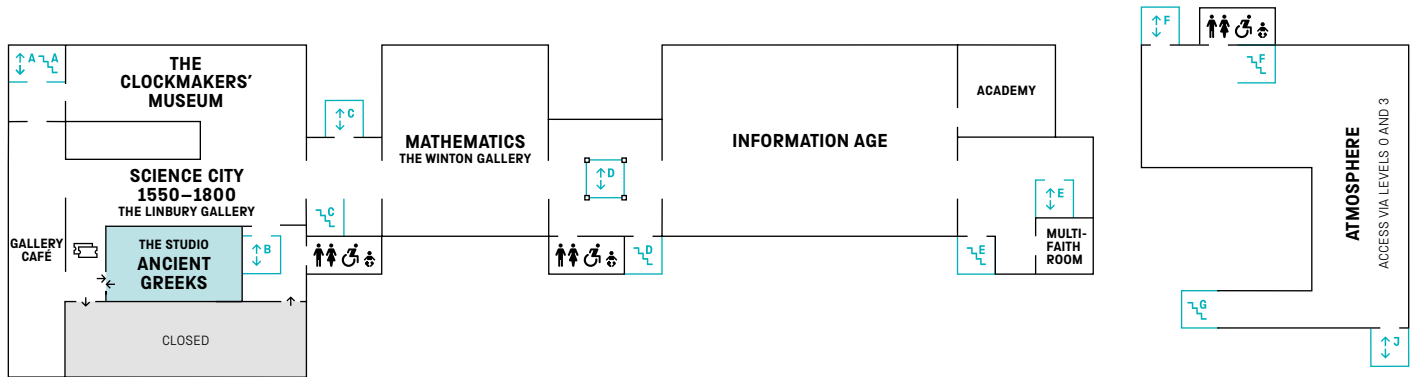 A
A
THE
CLOCKMAKERS'
MUSEUM
SCIENCE CITY
1550–1800
THE LINBURY GALLERY
GALLERY
CAFÉ
THE STUDIO
ANCIENT
GREEKS
B
CLOSED
C
C
MATHEMATICS
THE WINTON GALLERY
D
D
INFORMATION AGE
ACADEMY
E
E
MULTI-
FAITH
ROOM
F
F
ATMOSPHERE
ACCESS VIA LEVELS 0 AND 3
G
J